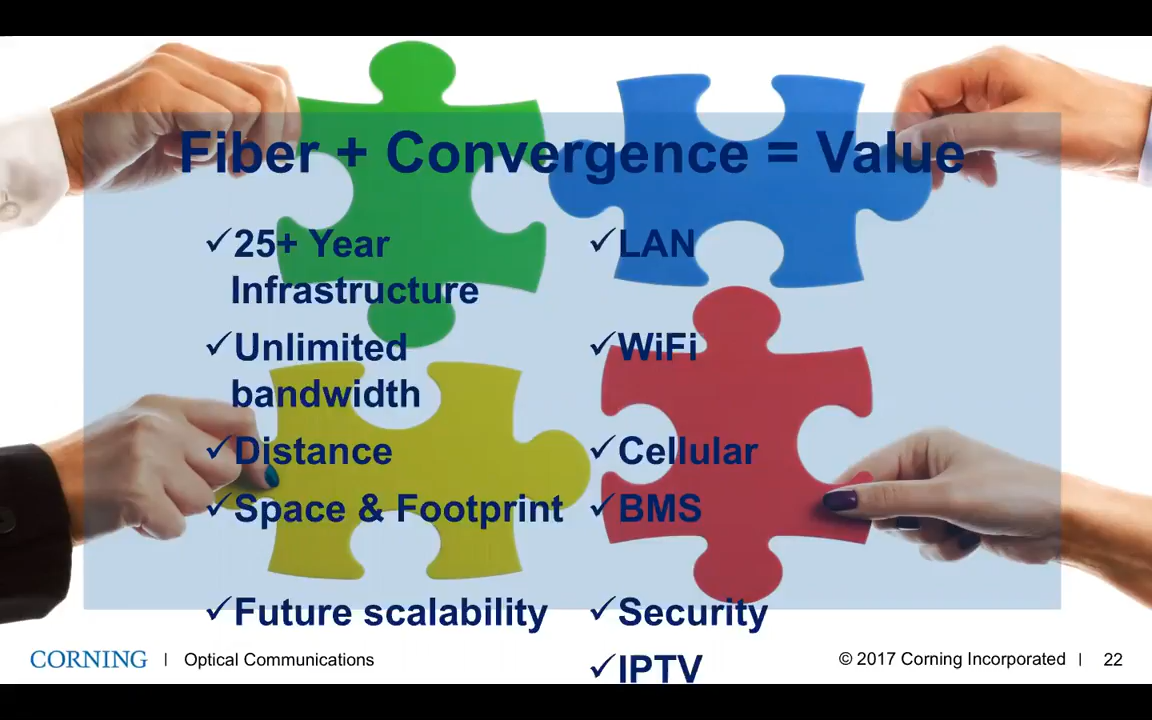 Fiber + Convergence = Value
✓25+ Year
Infrastructure
✓Unlimited
bandwidth
✓Distance
✓Space & Footprint
✓Future scalability
✓LAN
✓WiFi
✓Cellular
✓BMS
✓Security
✓IPTV
CORNING | Optical Communications
© 2017 Corning Incorporated | 22